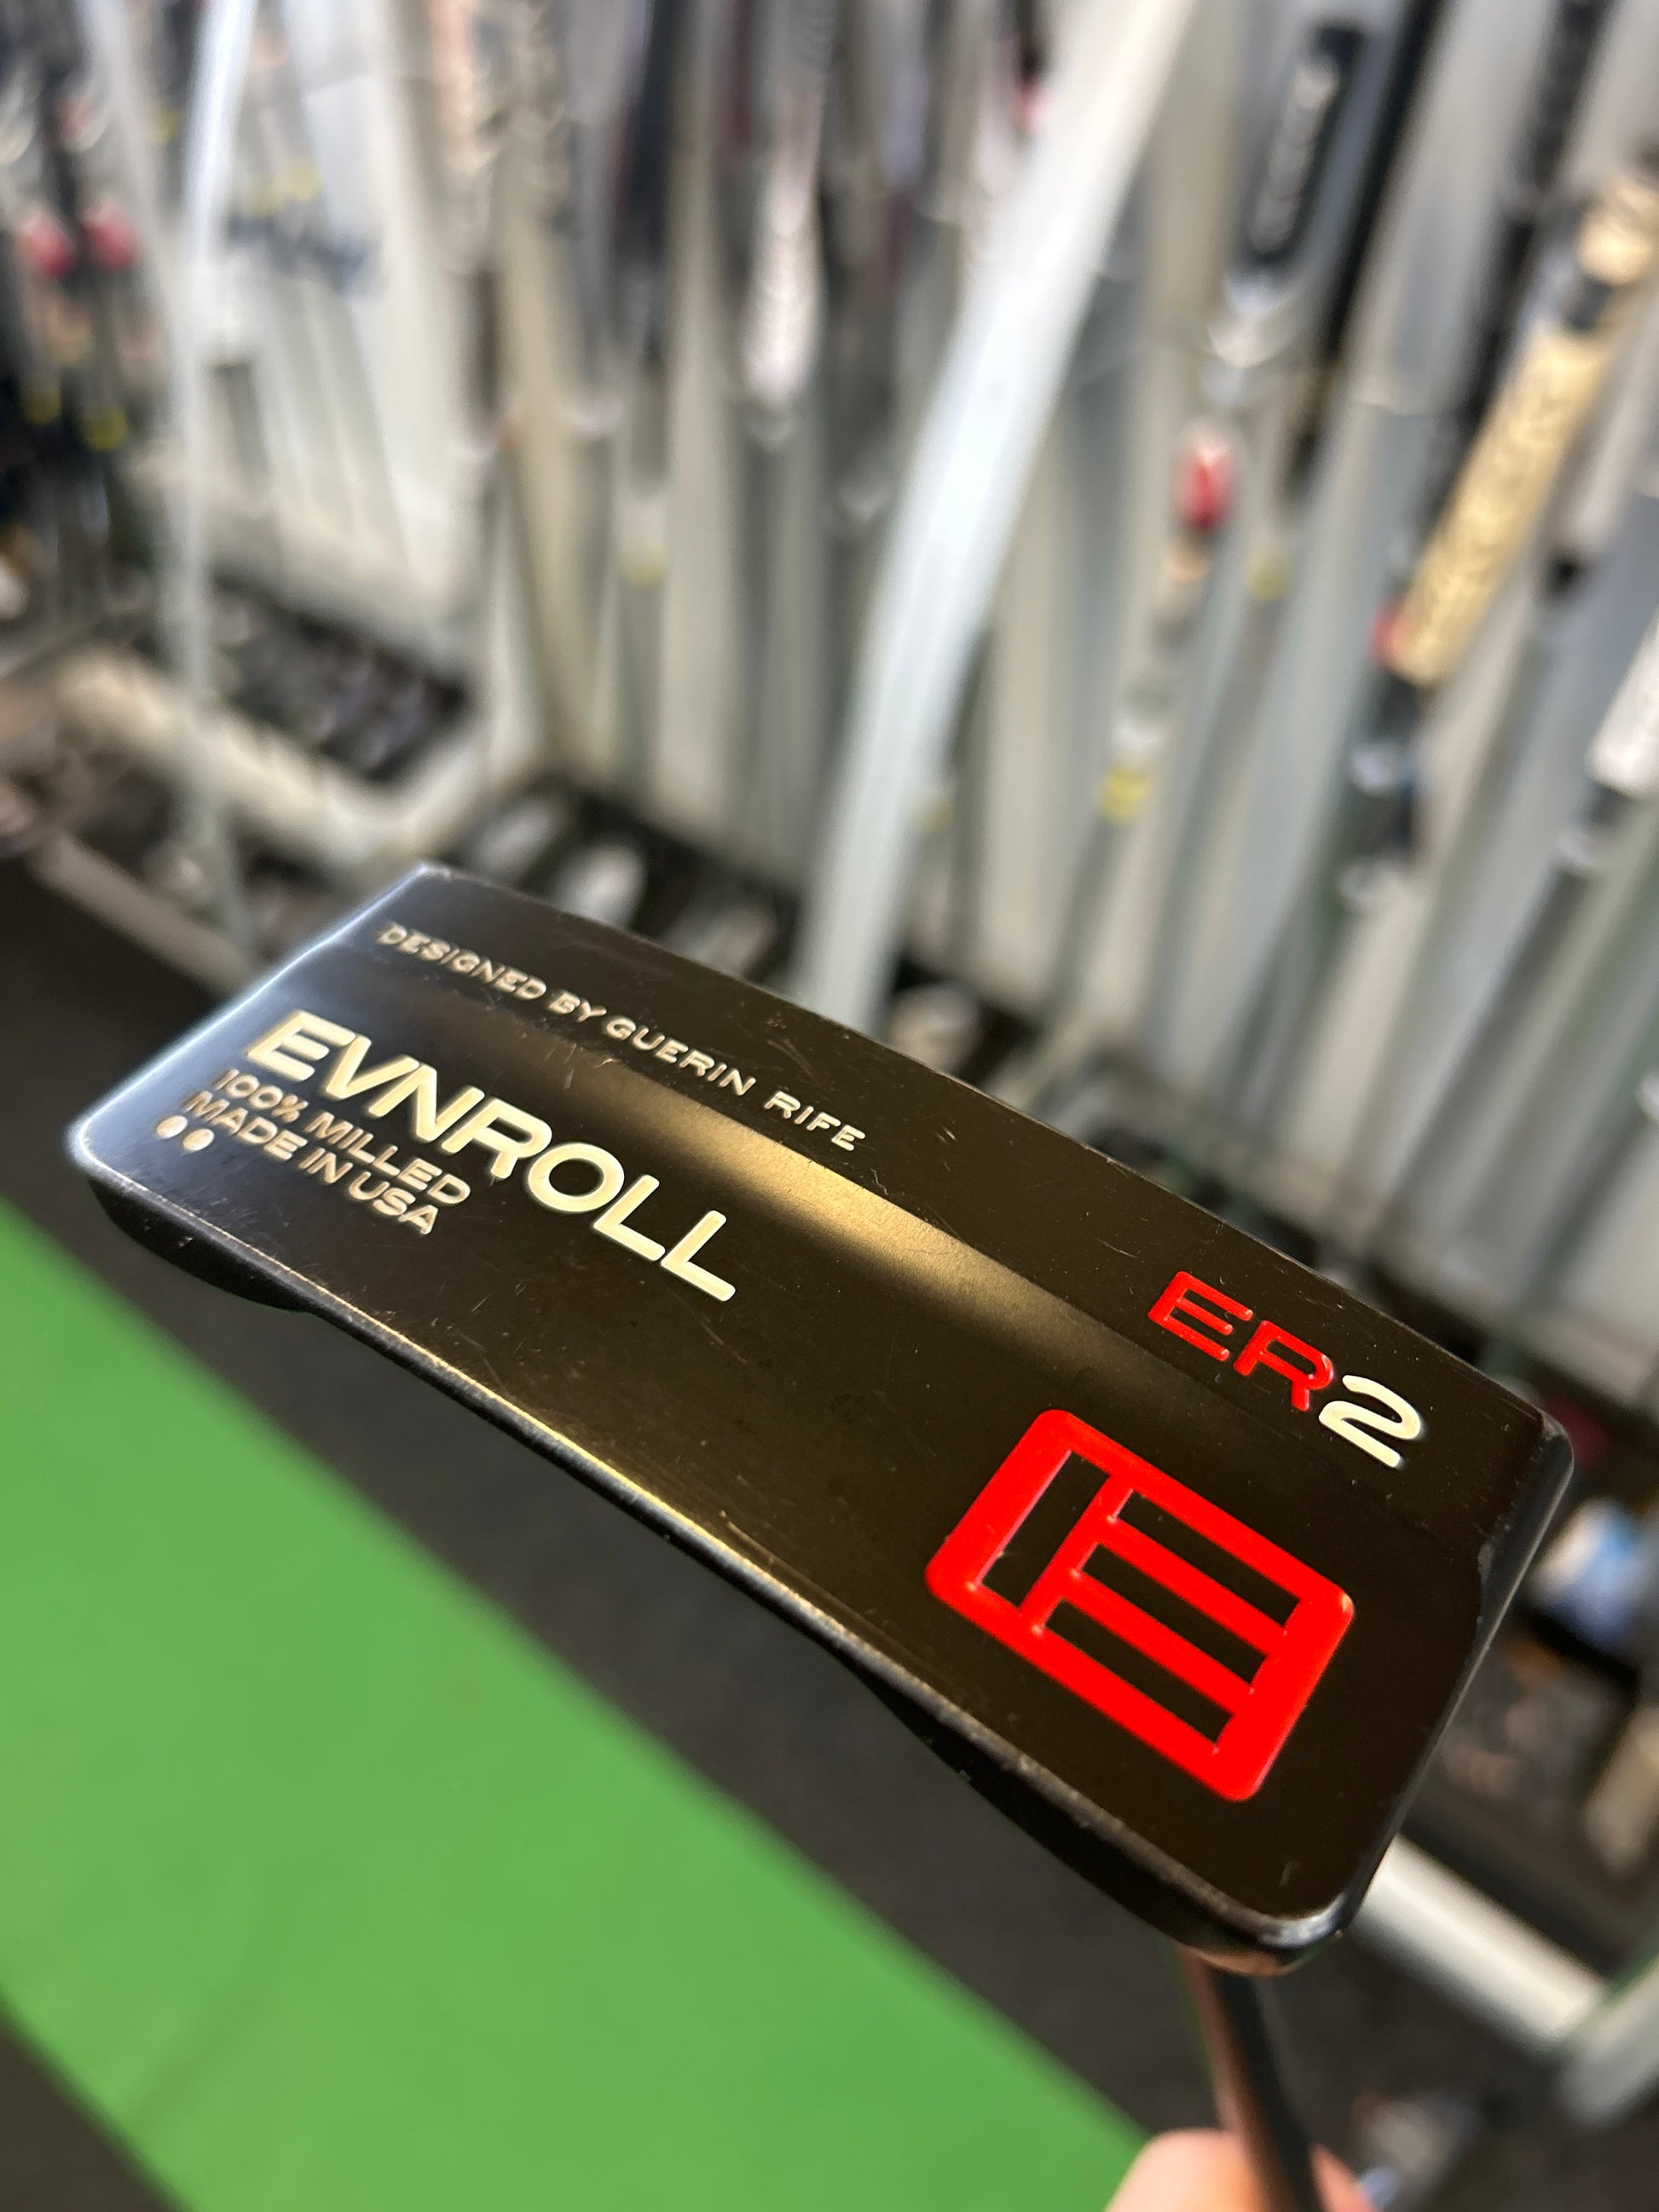 DESIGNED BY GUERIN RIFE
EVNROLL
100% MILLED
MADE IN USA
ER2
E